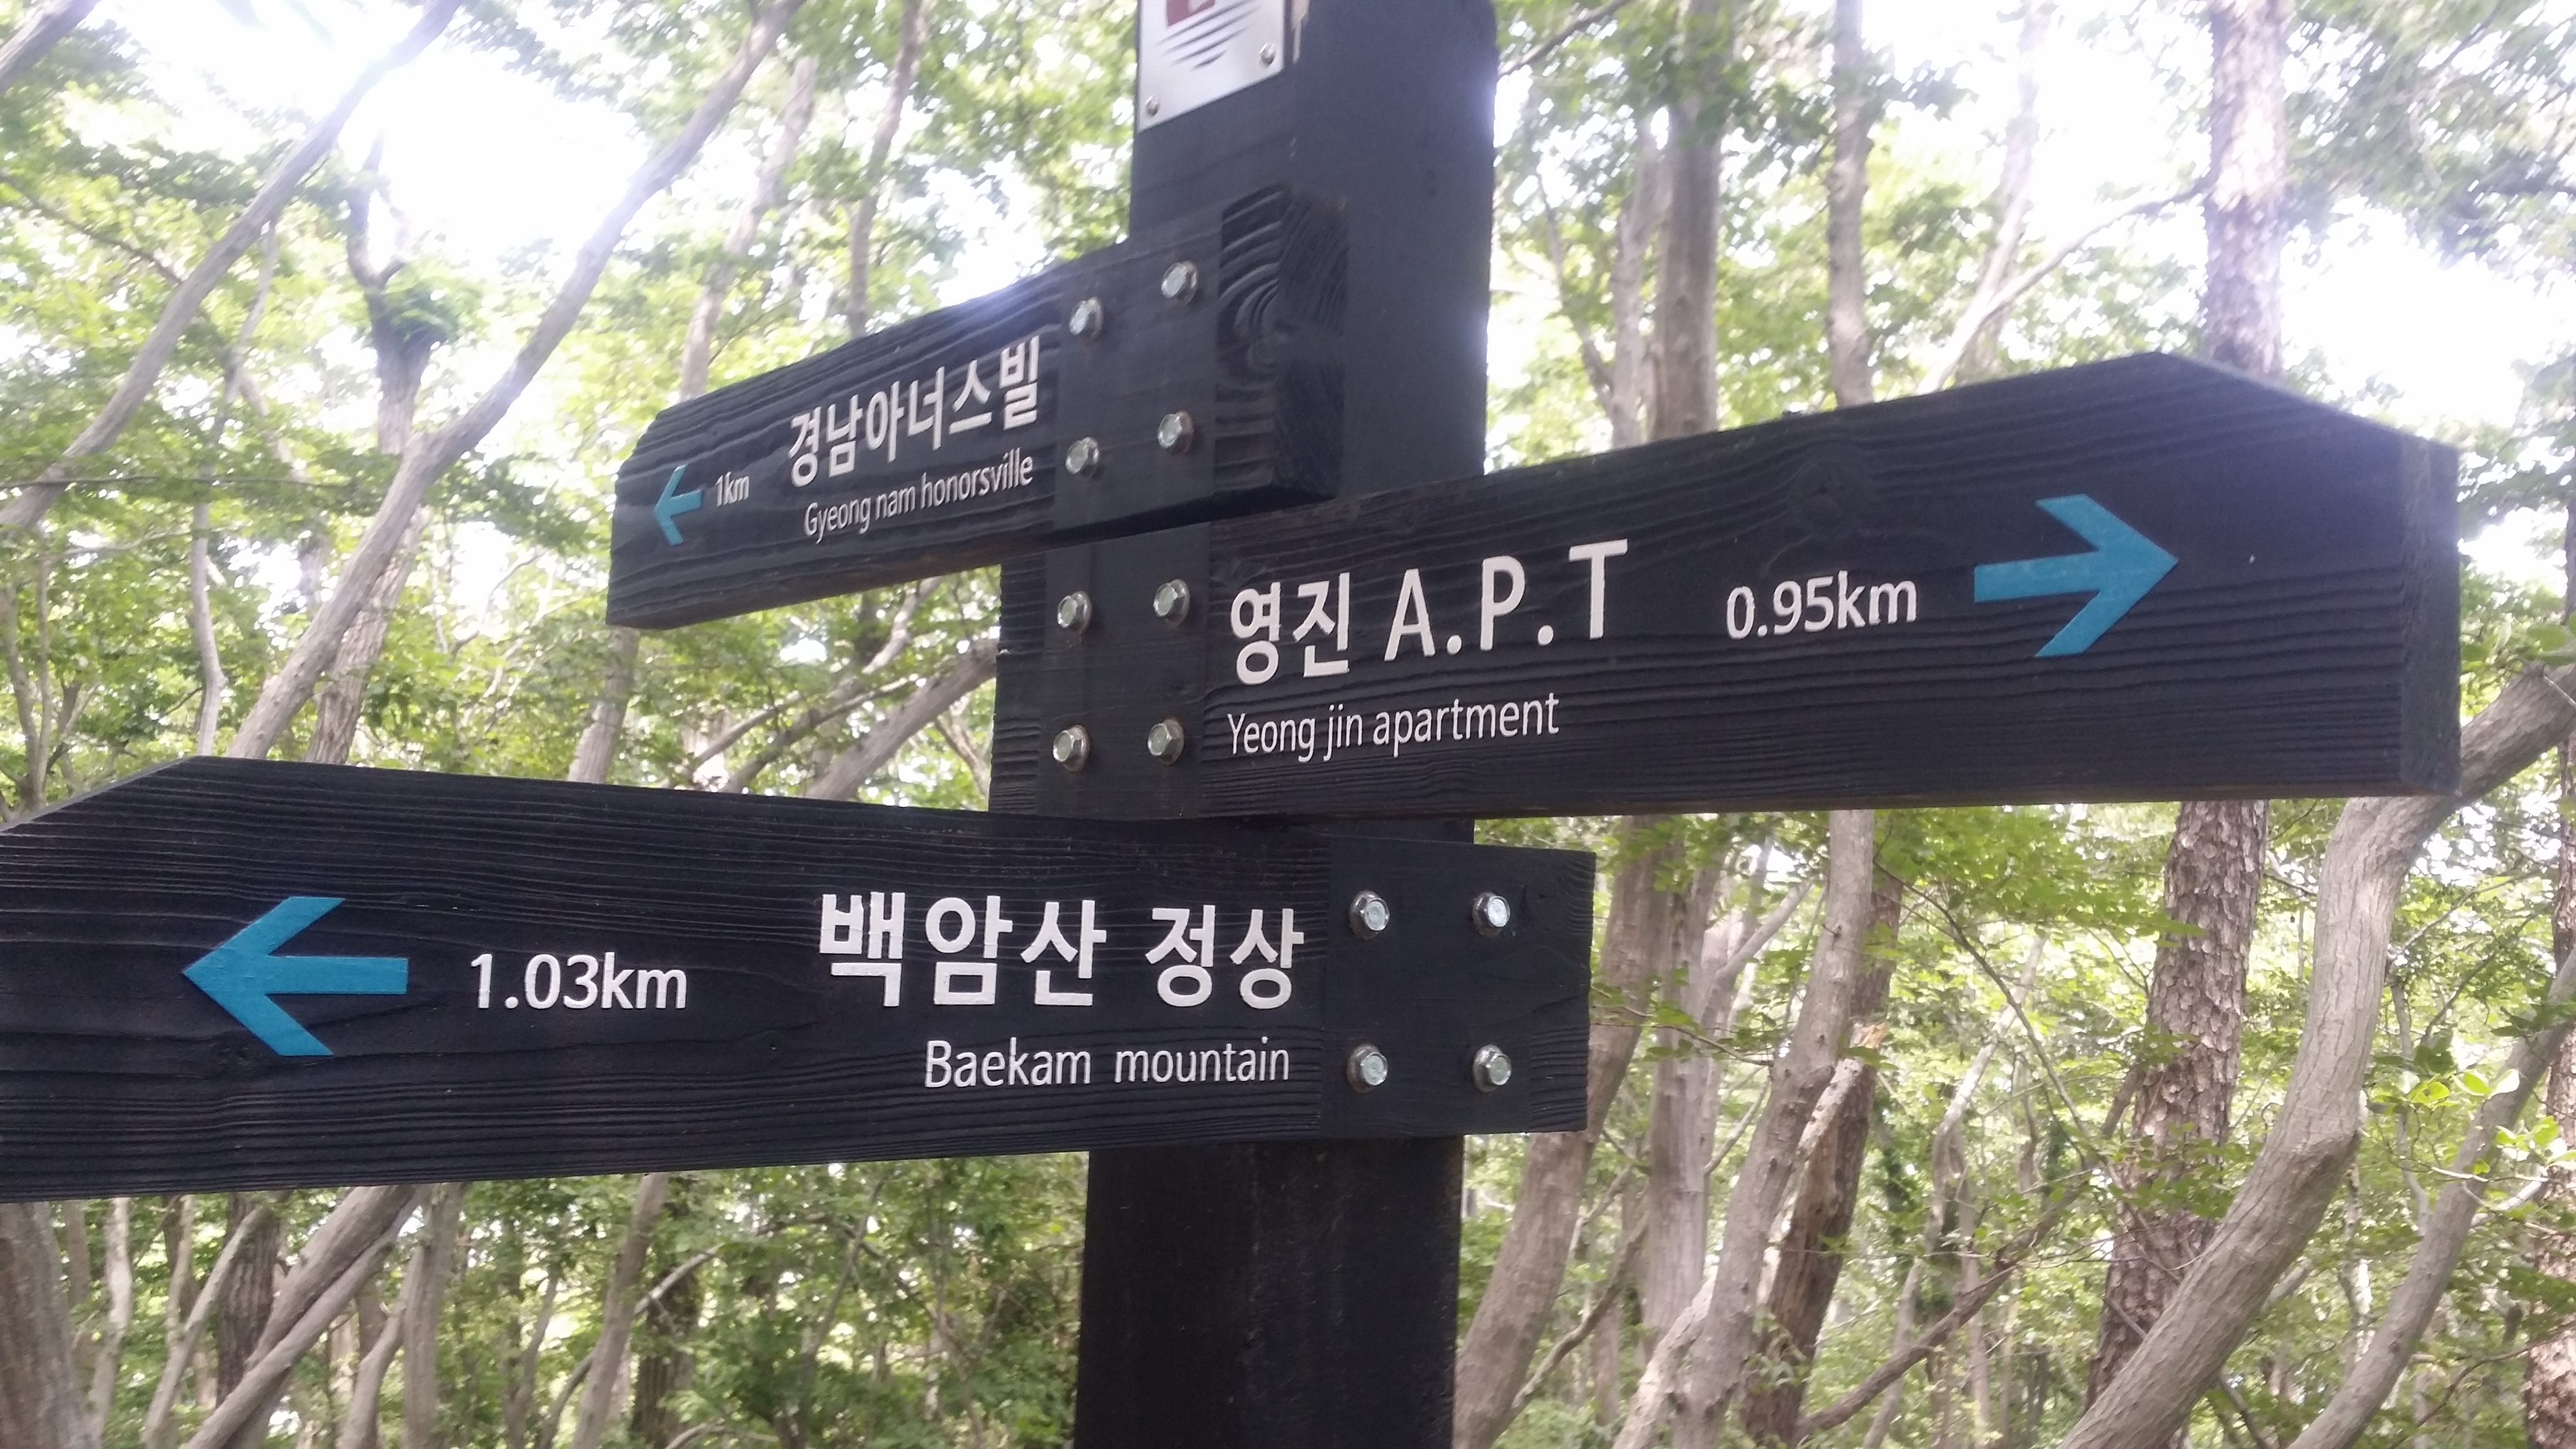 경남아너스빌
1km
Gyeong nam honorsville
영진 A.P.T
0.95km
Yeong jin apartment
1.03km
백암산 정상
Baekam mountain